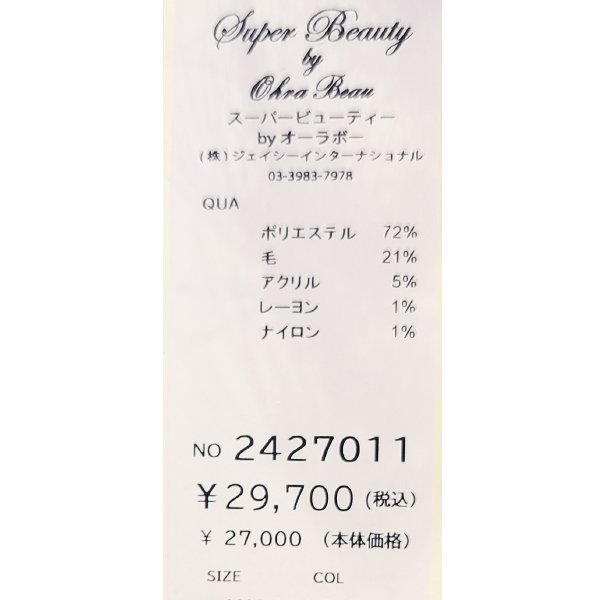 Super Beauty
by
Ohra Beau
スーパービューティー
by オーラボー
(株)ジェイシーインターナショナル
03-3983-7978
QUA
ポリエステル 72%
毛 21%
アクリル 5%
レーヨン 1%
ナイロン 1%
NO 2427011
¥29,700 (税込)
¥ 27,000 (本体価格)
SIZE COL